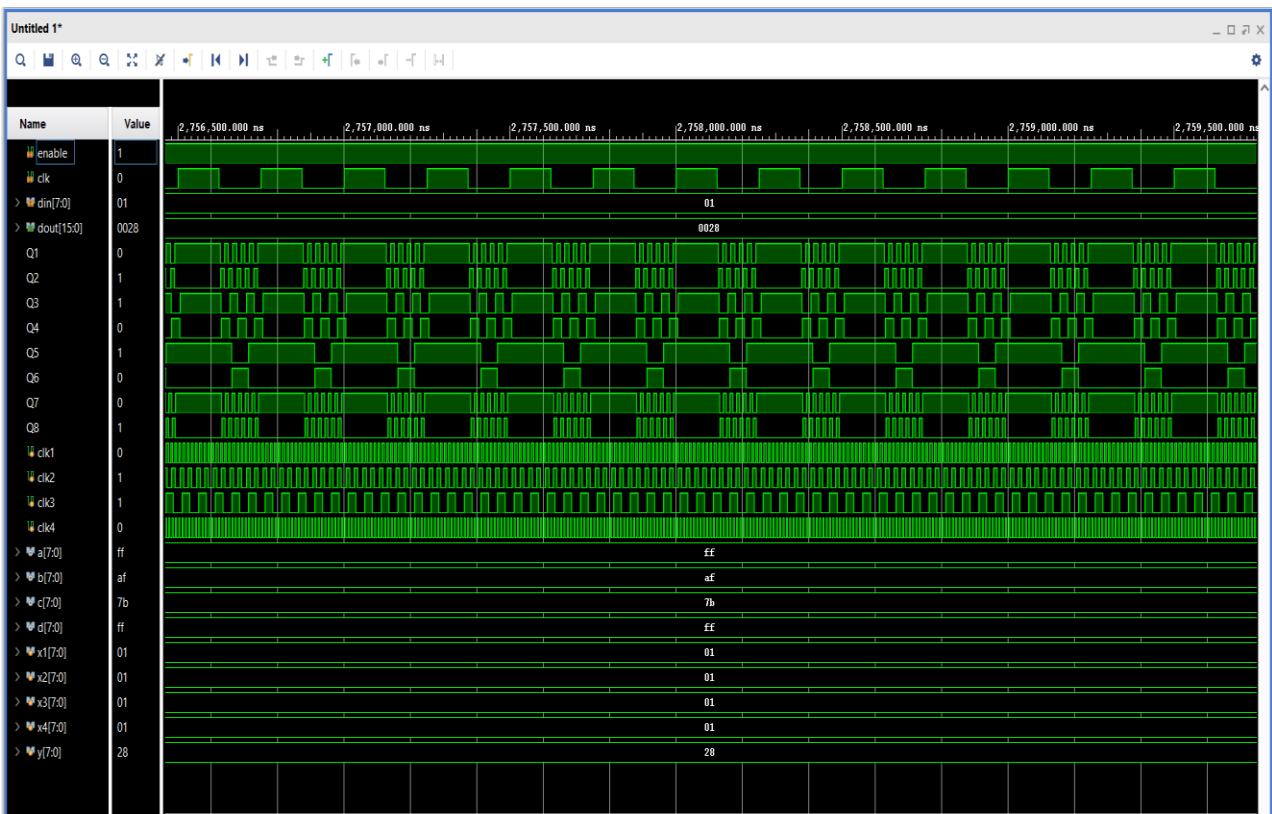 Untitled 1*
Name Value 2,756,500.000 ns 2,757,000.000 ns 2,757,500.000 ns 2,758,000.000 ns 2,758,500.000 ns 2,759,000.000 ns 2,759,500.000 ns
enable 1
clk 0
din[7:0] 01 01
dout[15:0] 0028 0028
Q1 0
Q2 1
Q3 1
Q4 0
Q5 1
Q6 0
Q7 0
Q8 1
clk1 0
clk2 1
clk3 1
clk4 0
a[7:0] ff ff
b[7:0] af af
c[7:0] 7b 7b
d[7:0] ff ff
x1[7:0] 01 01
x2[7:0] 01 01
x3[7:0] 01 01
x4[7:0] 01 01
y[7:0] 28 28